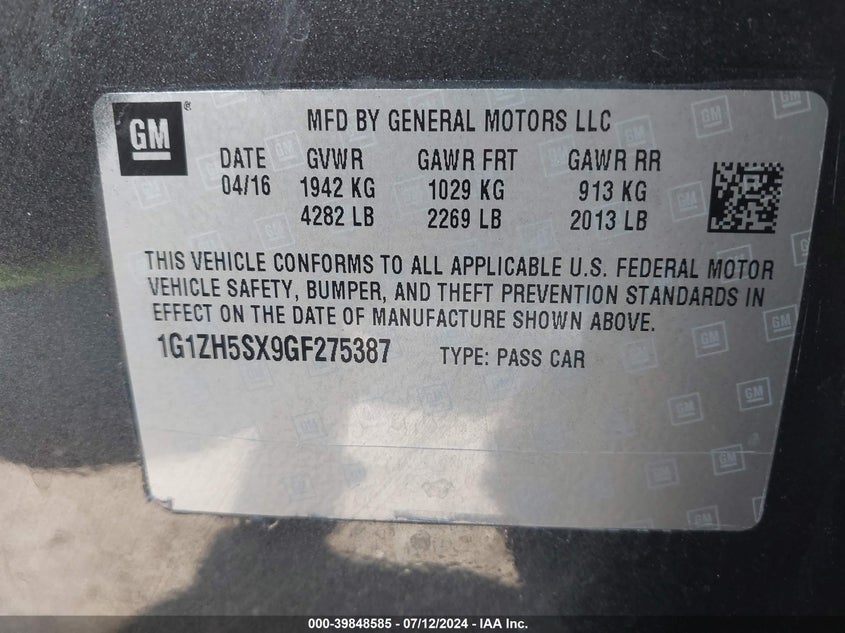 GM ® MFD BY GENERAL MOTORS LLC
DATE GVWR GAWR FRT GAWR RR
04/16 1942 KG 1029 KG 913 KG
4282 LB 2269 LB 2013 LB
THIS VEHICLE CONFORMS TO ALL APPLICABLE U.S. FEDERAL MOTOR
VEHICLE SAFETY, BUMPER, AND THEFT PREVENTION STANDARDS IN
EFFECT ON THE DATE OF MANUFACTURE SHOWN ABOVE.
1G1ZH5SX9GF275387 TYPE: PASS CAR
000-39848585 / 07/12/2024 - IAA Inc.